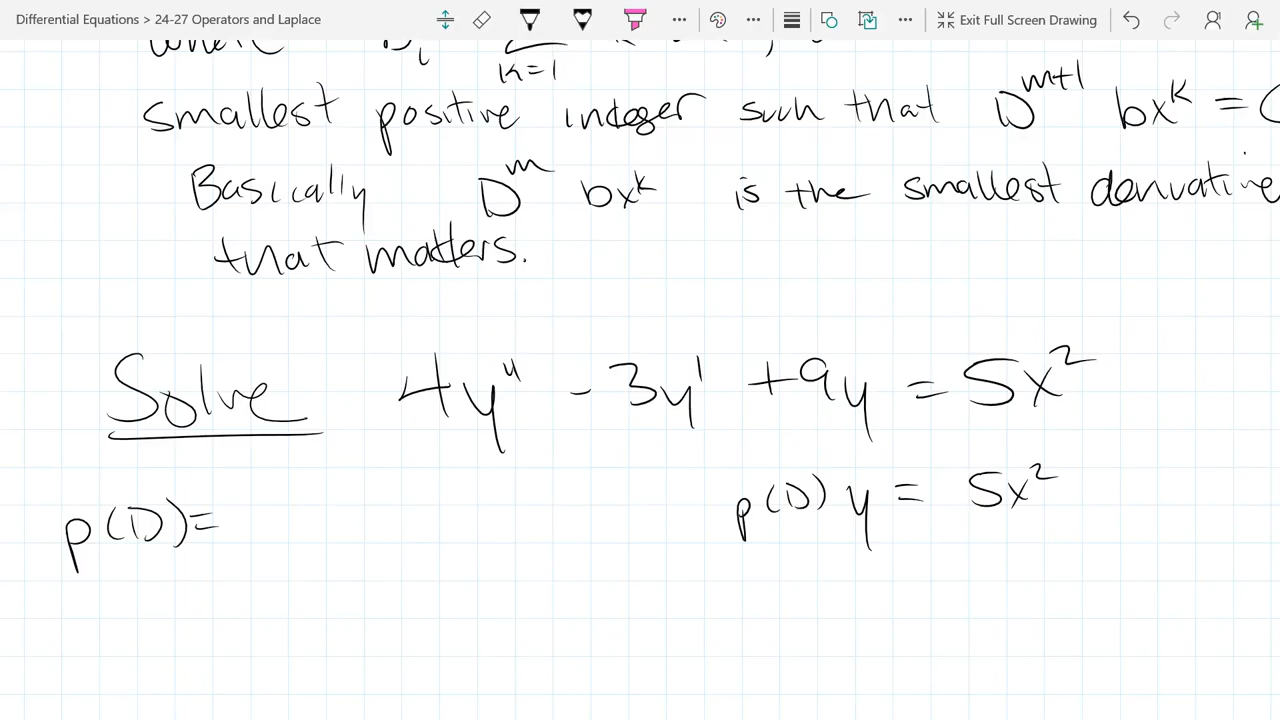 Differential Equations > 24-27 Operators and Laplace
Exit Full Screen Drawing
K=1
smallest positive integer such that D^{m+1} bx^k =
Basically D^m bx^k is the smallest derivative
that matters.
Solve 4y'' - 3y' + 9y = 5x^2
p(D) y = 5x^2
p(D) =